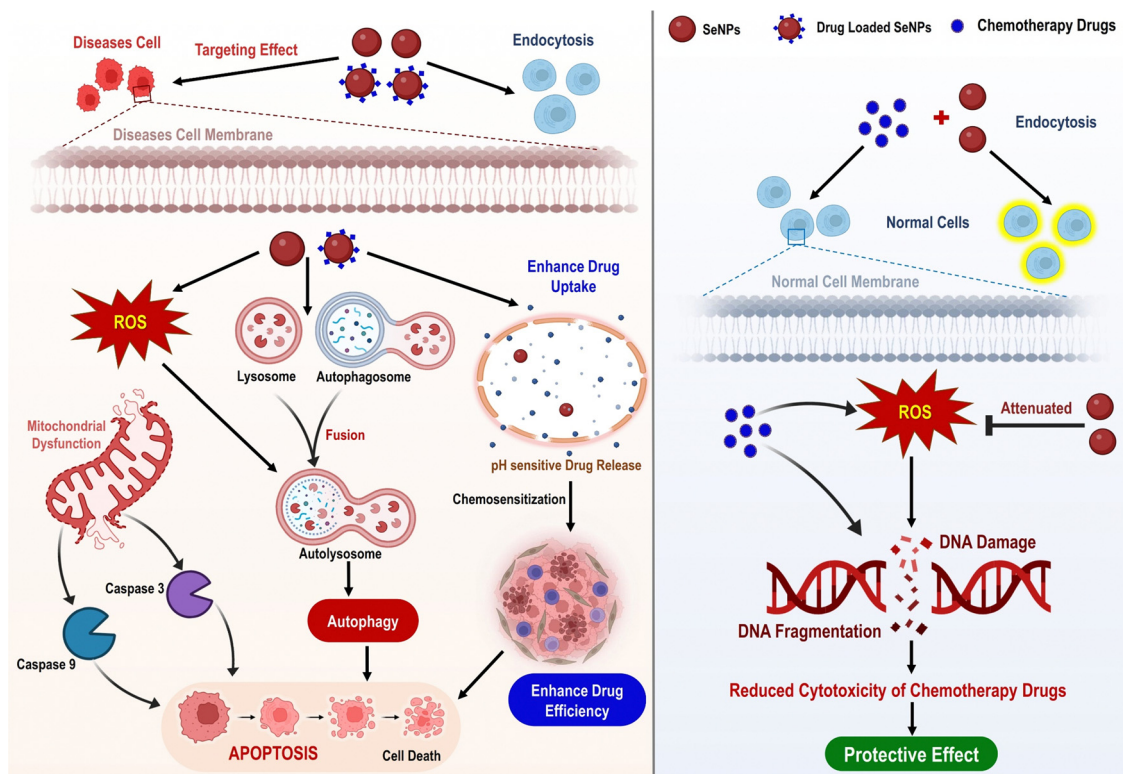 Diseases Cell
Targeting Effect
Endocytosis
Diseases Cell Membrane
ROS
Lysosome
Autophagosome
Enhance Drug
Uptake
Mitochondrial
Dysfunction
Fusion
pH sensitive Drug Release
Chemosensitization
Autolysosome
Caspase 3
Caspase 9
Autophagy
Enhance Drug
Efficiency
APOPTOSIS
Cell Death
SeNPs
Drug Loaded SeNPs
Chemotherapy Drugs
Endocytosis
Normal Cells
Normal Cell Membrane
ROS
Attenuated
DNA Damage
DNA Fragmentation
Reduced Cytotoxicity of Chemotherapy Drugs
Protective Effect